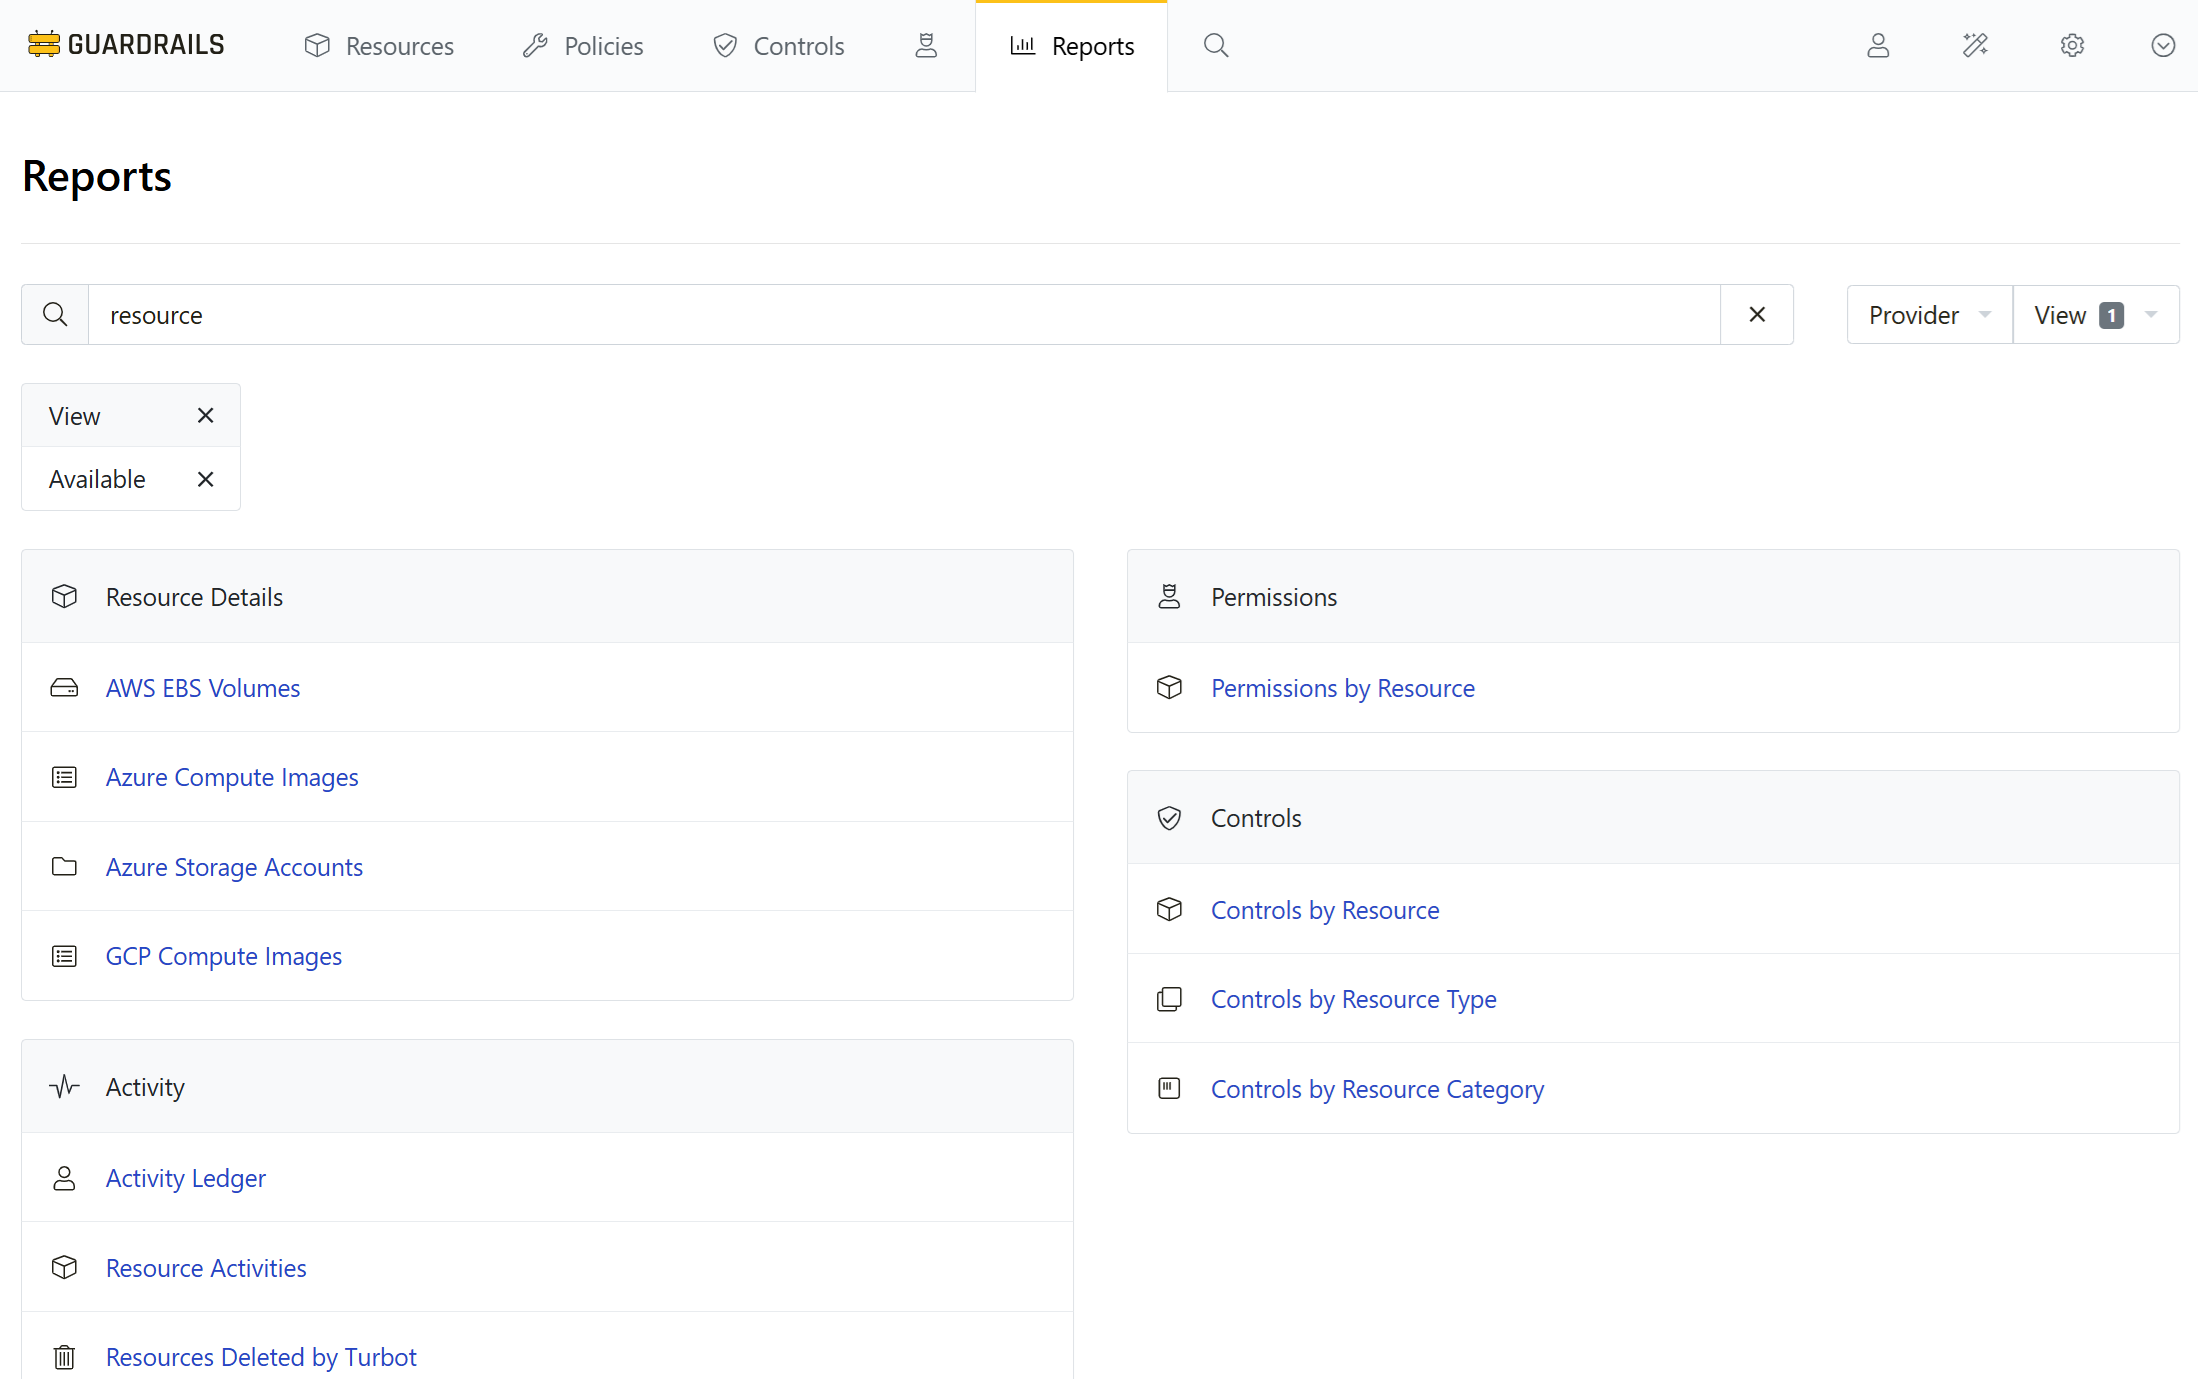 GUARDRAILS
Resources
Policies
Controls
Reports
Reports
resource
Provider
View 1
View
Available
Resource Details
AWS EBS Volumes
Azure Compute Images
Azure Storage Accounts
GCP Compute Images
Activity
Activity Ledger
Resource Activities
Resources Deleted by Turbot
Permissions
Permissions by Resource
Controls
Controls by Resource
Controls by Resource Type
Controls by Resource Category